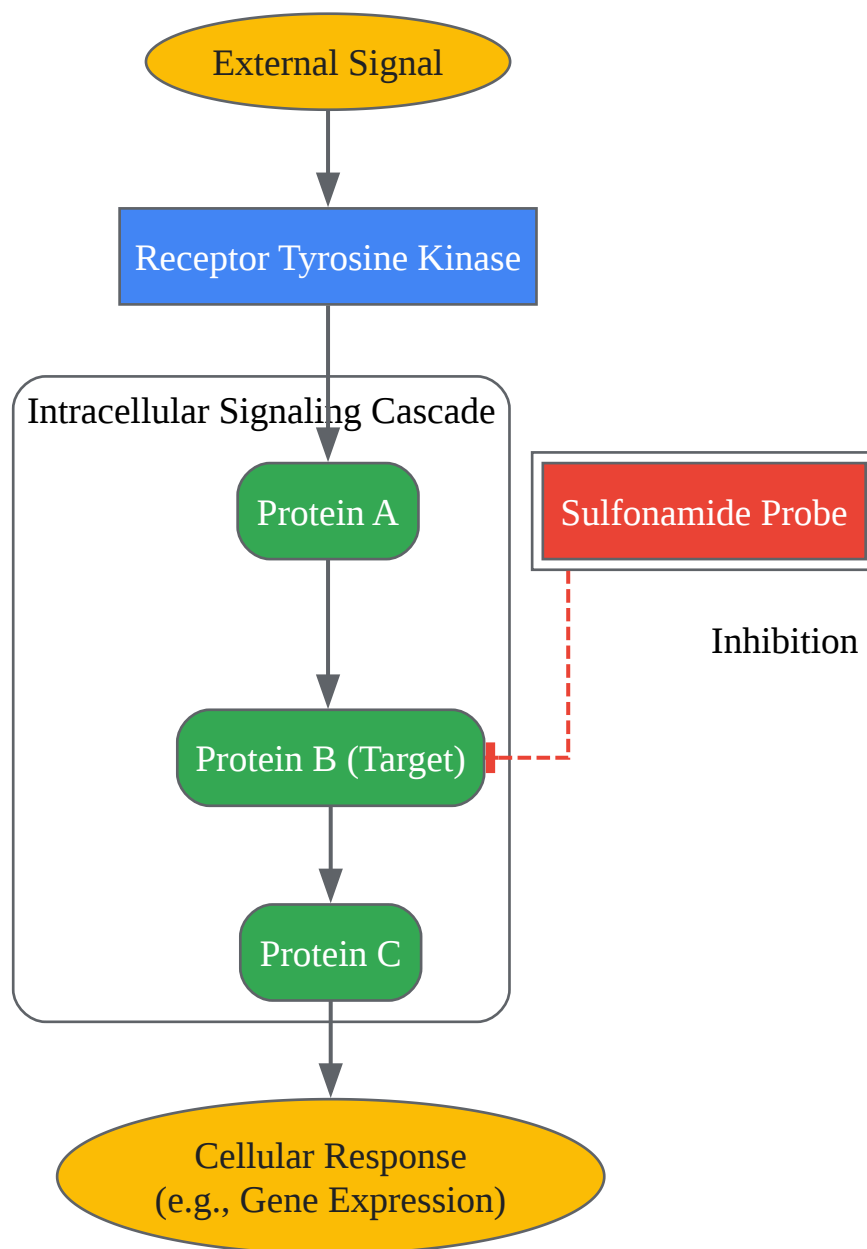 External Signal
Receptor Tyrosine Kinase
Intracellular Signaling Cascade
Protein A
Sulfonamide Probe
Inhibition
Protein B (Target)
Protein C
Cellular Response
(e.g., Gene Expression)